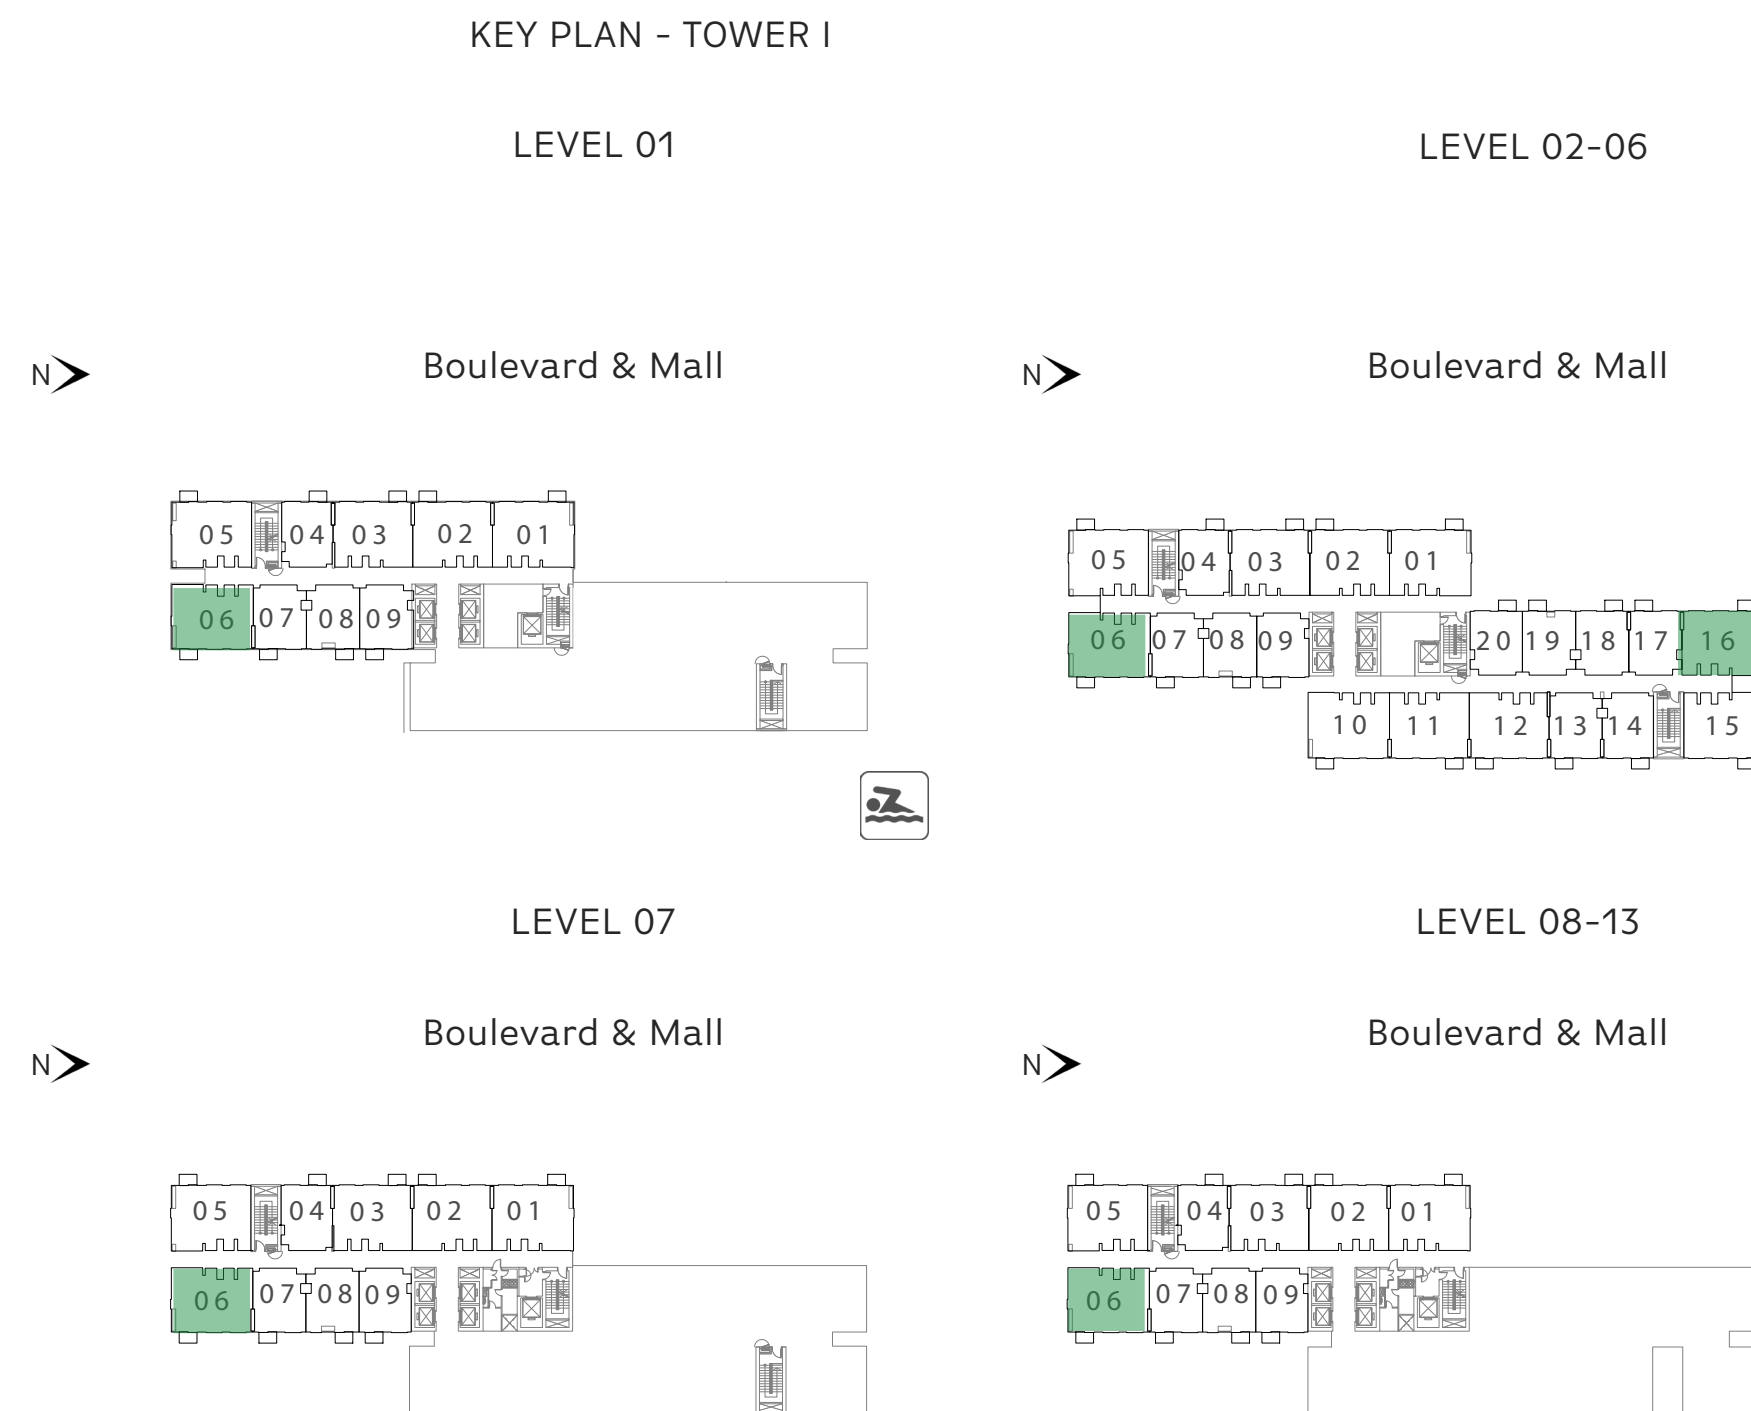 KEY PLAN - TOWER I
LEVEL 01
LEVEL 02-06
N
Boulevard & Mall
N
Boulevard & Mall
05 04 03 02 01
06 07 08 09
05 04 03 02 01
06 07 08 09 20 19 18 17 16
10 11 12 13 14 15
LEVEL 07
LEVEL 08-13
N
Boulevard & Mall
N
Boulevard & Mall
05 04 03 02 01
06 07 08 09
05 04 03 02 01
06 07 08 09